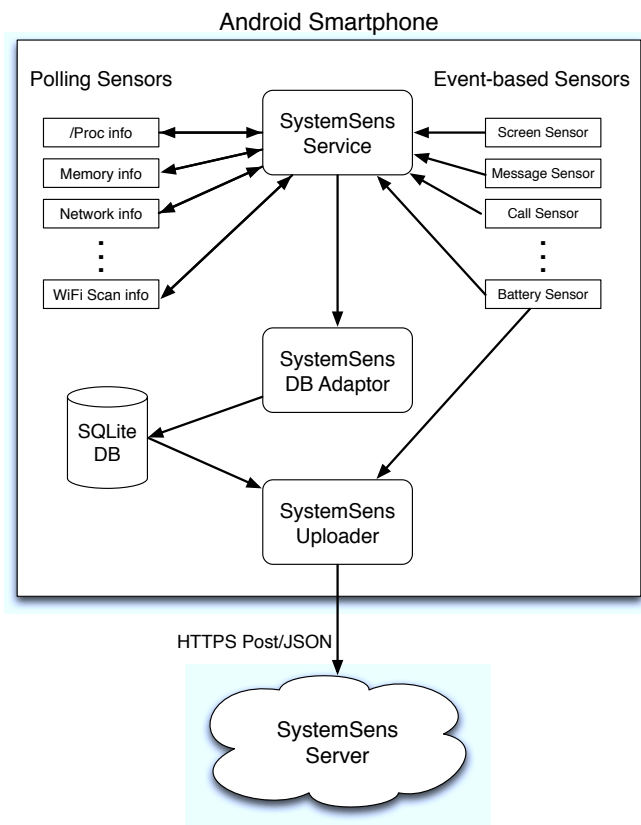 Android Smartphone
Polling Sensors
Event-based Sensors
/Proc info
Memory info
Network info
WiFi Scan info
SystemSens
Service
Screen Sensor
Message Sensor
Call Sensor
Battery Sensor
SystemSens
DB Adaptor
SQLite
DB
SystemSens
Uploader
HTTPS Post/JSON
SystemSens
Server